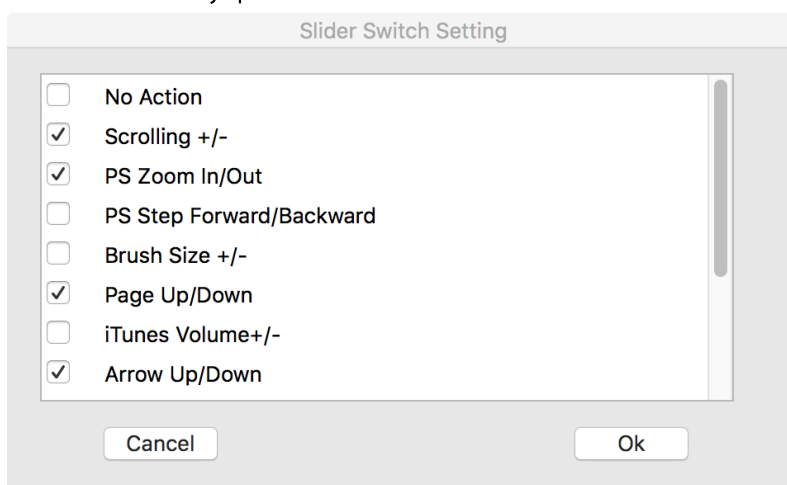 Slider Switch Setting
No Action
Scrolling +/-
PS Zoom In/Out
PS Step Forward/Backward
Brush Size +/-
Page Up/Down
iTunes Volume+/-
Arrow Up/Down
Cancel
Ok